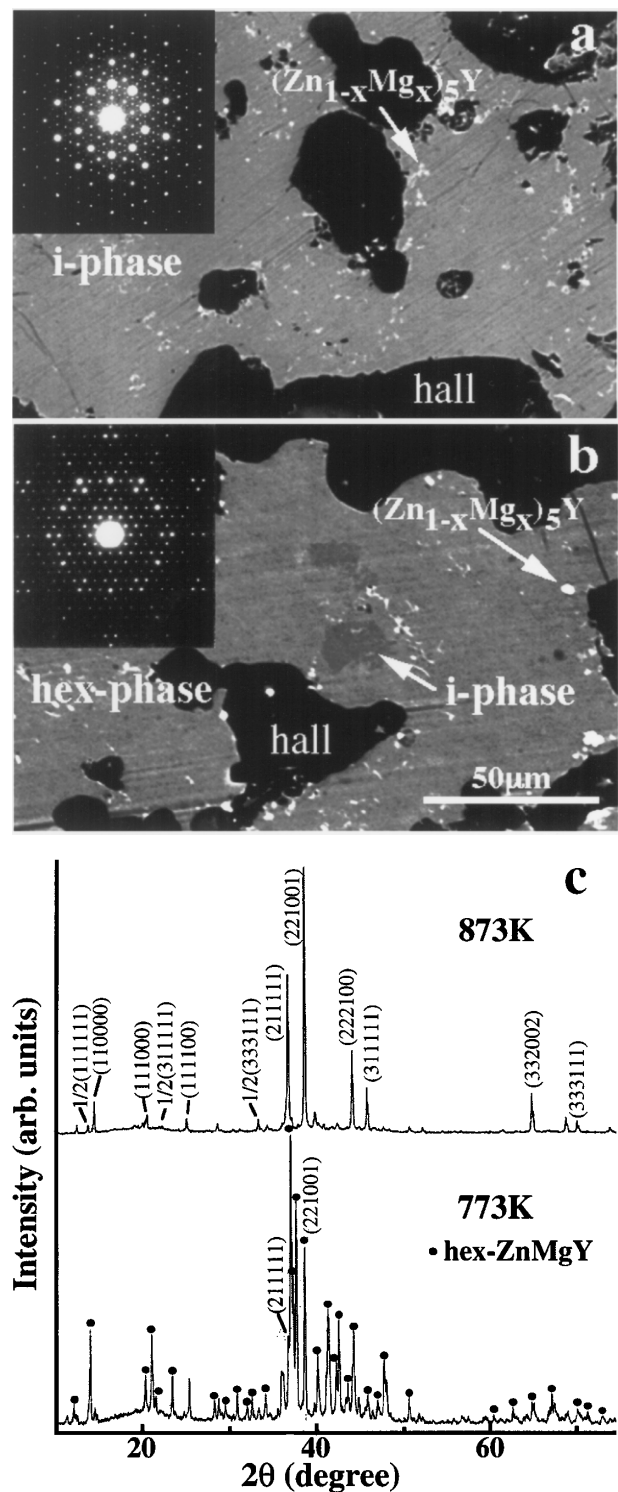 a
(Zn1-xMgx)5Y
i-phase
hall
b
(Zn1-xMgx)5Y
hex-phase
i-phase
hall
50μm
c
873K
1/2(111111)
(110000)
(111000)
1/2(311111)
(111100)
1/2(333111)
(211111)
(221001)
(222100)
(311111)
(332002)
(333111)
773K
• hex-ZnMgY
(211111)
(221001)
Intensity (arb. units)
20
40
60
2θ (degree)